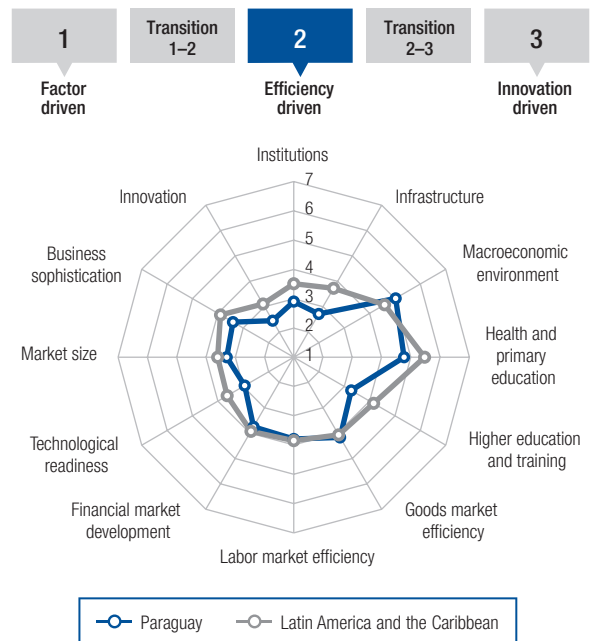 1
Transition
1–2
2
Transition
2–3
3
Factor
driven
Efficiency
driven
Innovation
driven
Institutions
Infrastructure
Macroeconomic
environment
Health and
primary
education
Higher education
and training
Goods market
efficiency
Labor market efficiency
Financial market
development
Technological
readiness
Market size
Business
sophistication
Innovation
7
6
5
4
3
2
1
Paraguay
Latin America and the Caribbean